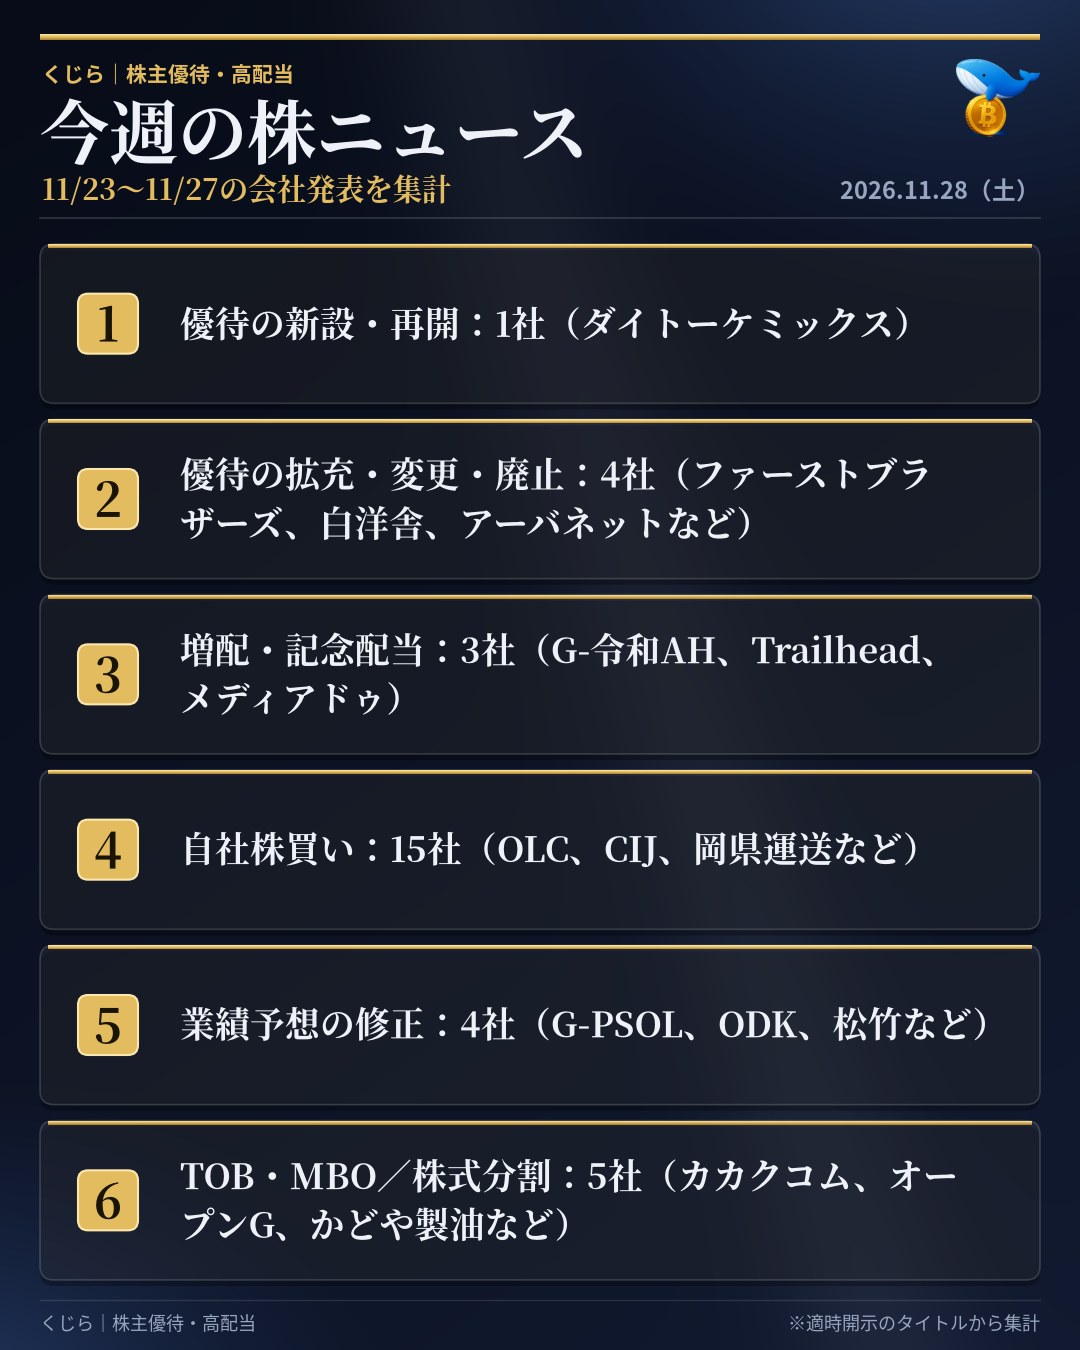 くじら｜株主優待・高配当
今週の株ニュース
11/23〜11/27の会社発表を集計
2026.11.28（土）
1
優待の新設・再開：1社（ダイトーケミックス）
2
優待の拡充・変更・廃止：4社（ファーストブラ
ザーズ、白洋舎、アーバネットなど）
3
増配・記念配当：3社（G-令和AH、Trailhead、
メディアドゥ）
4
自社株買い：15社（OLC、CIJ、岡県運送など）
5
業績予想の修正：4社（G-PSOL、ODK、松竹など）
6
TOB・MBO／株式分割：5社（カカクコム、オー
プンG、かどや製油など）
くじら｜株主優待・高配当
※適時開示のタイトルから集計